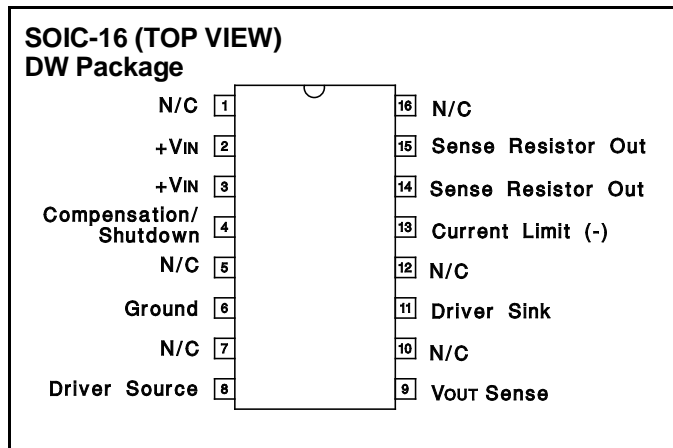 SOIC-16 (TOP VIEW)
DW Package
N/C 1
+VIN 2
+VIN 3
Compensation/
Shutdown 4
N/C 5
Ground 6
N/C 7
Driver Source 8
16 N/C
15 Sense Resistor Out
14 Sense Resistor Out
13 Current Limit (-)
12 N/C
11 Driver Sink
10 N/C
9 VOUT Sense